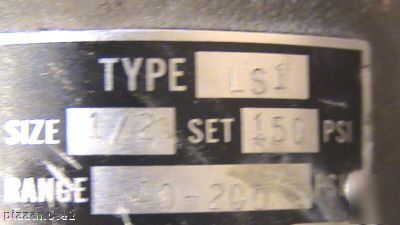 TYPE LS1
SIZE 1/2 SET 150 PSI
RANGE 10-200